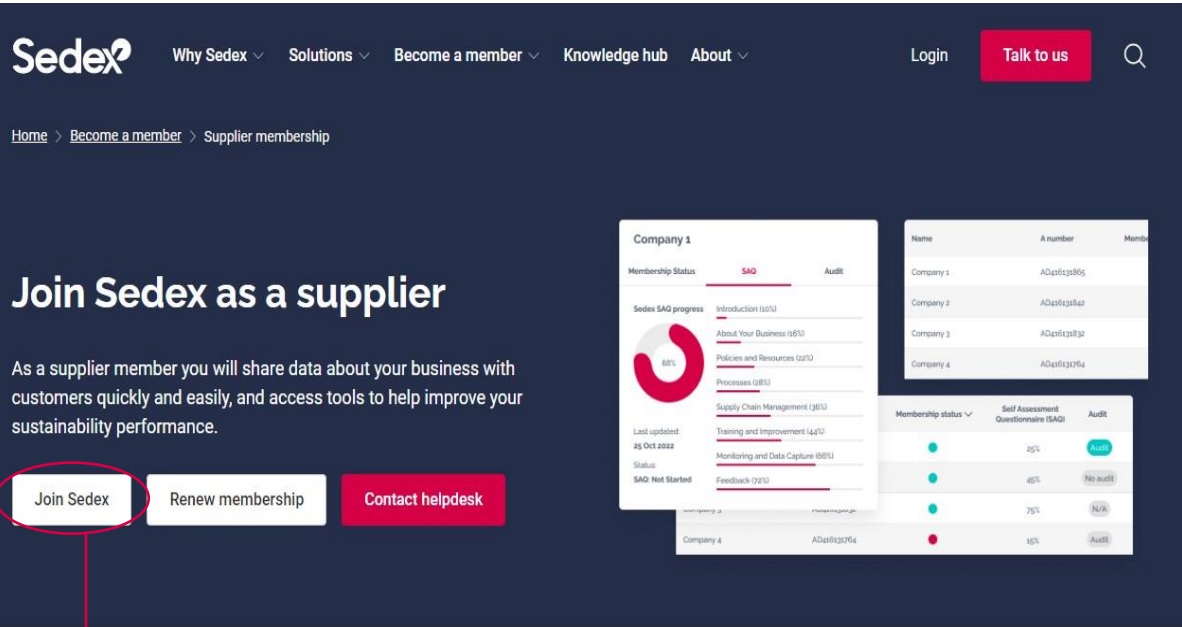 Sedex
Why Sedex Solutions Become a member Knowledge hub About Login Talk to us
Home > Become a member > Supplier membership
Join Sedex as a supplier
As a supplier member you will share data about your business with
customers quickly and easily, and access tools to help improve your
sustainability performance.
Join Sedex Renew membership Contact helpdesk
Company 1
Membership Status SAQ Audit
Sedex SAQ progress
88%
Last updated:
25 Oct 2022
Status
SAQ: Not Started
Introduction (10%)
About Your Business (16%)
Policies and Resources (22%)
Processes (28%)
Supply Chain Management (36%)
Training and Improvement (44%)
Monitoring and Data Capture (66%)
Feedback (72%)
Name A number
Company 1 AD416131865
Company 2 AD416131842
Company 3 AD416131832
Company 4 AD416131764
Membership status Self Assessment Questionnaire (SAQ) Audit
25% Audit
45% No audit
75% N/A
Company 4 AD416131764 15% Audit